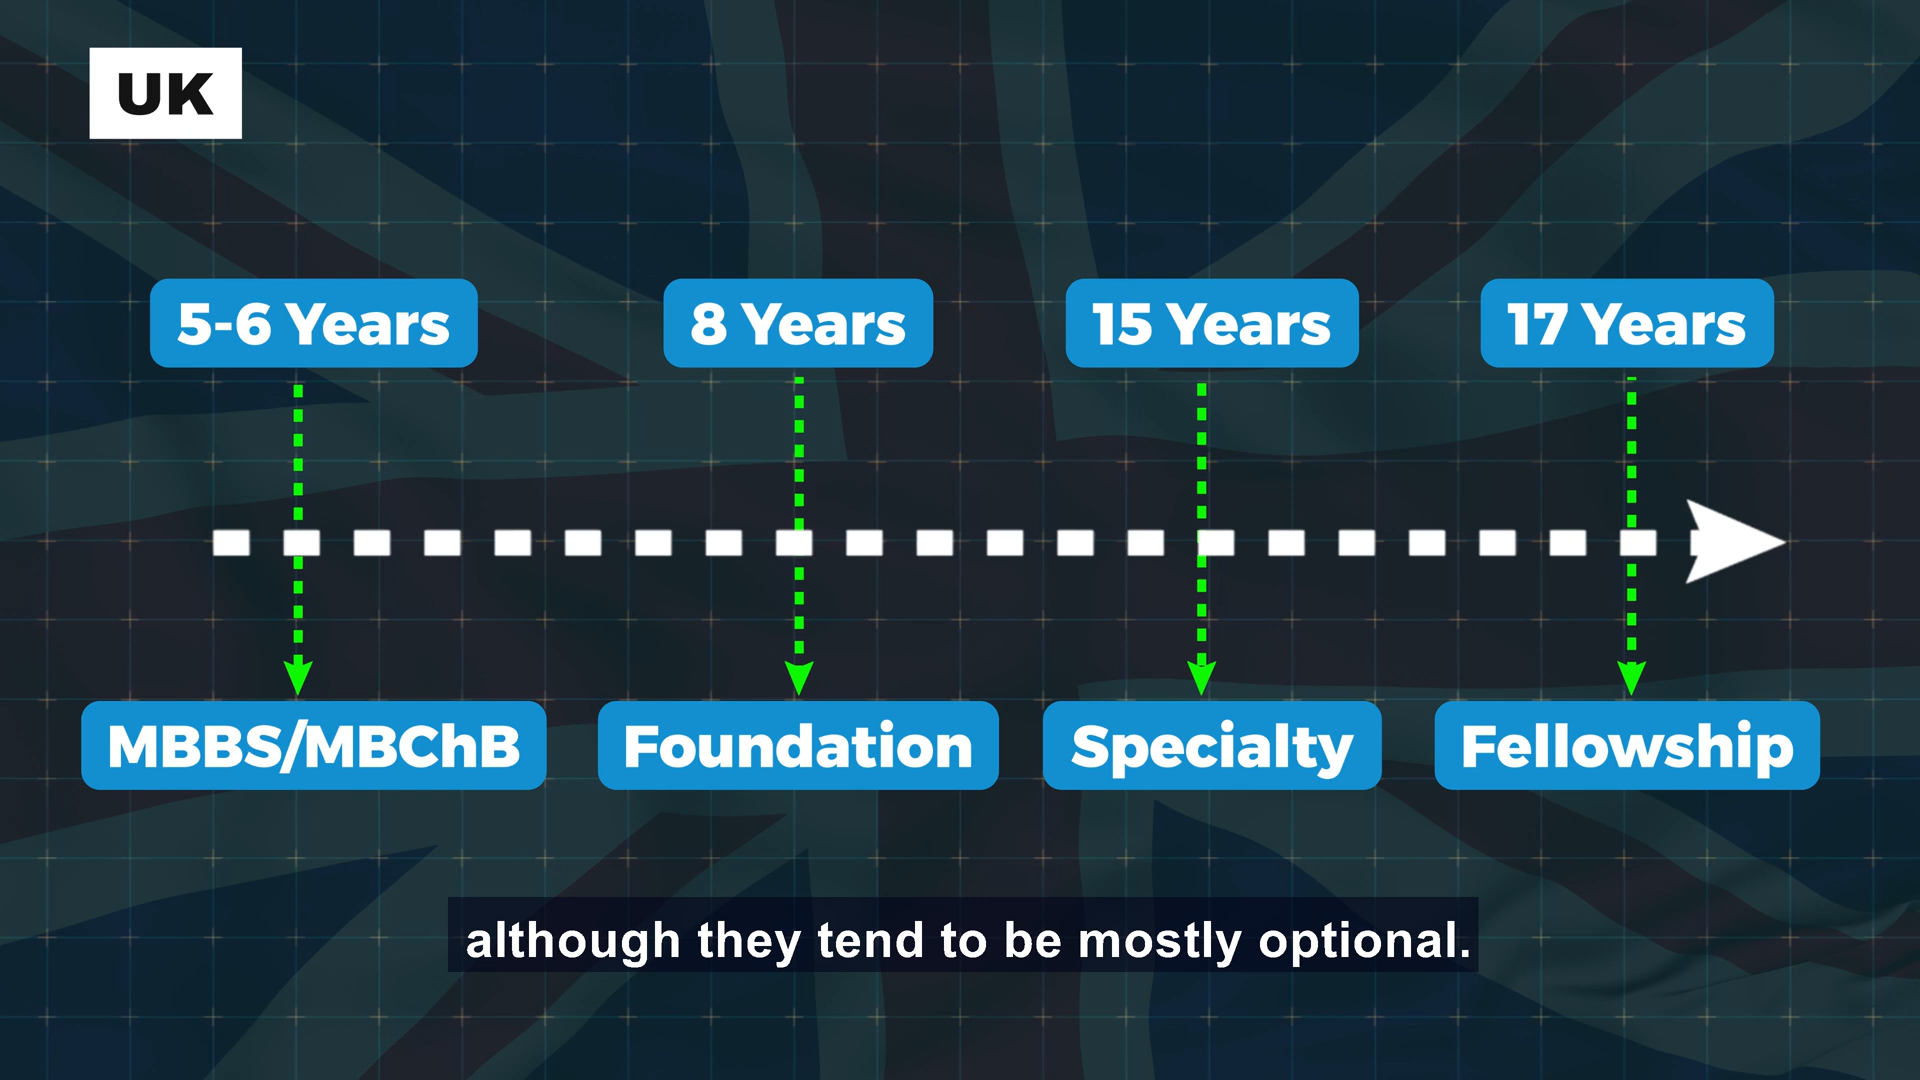 UK
5-6 Years
8 Years
15 Years
17 Years
MBBS/MBChB
Foundation
Specialty
Fellowship
although they tend to be mostly optional.